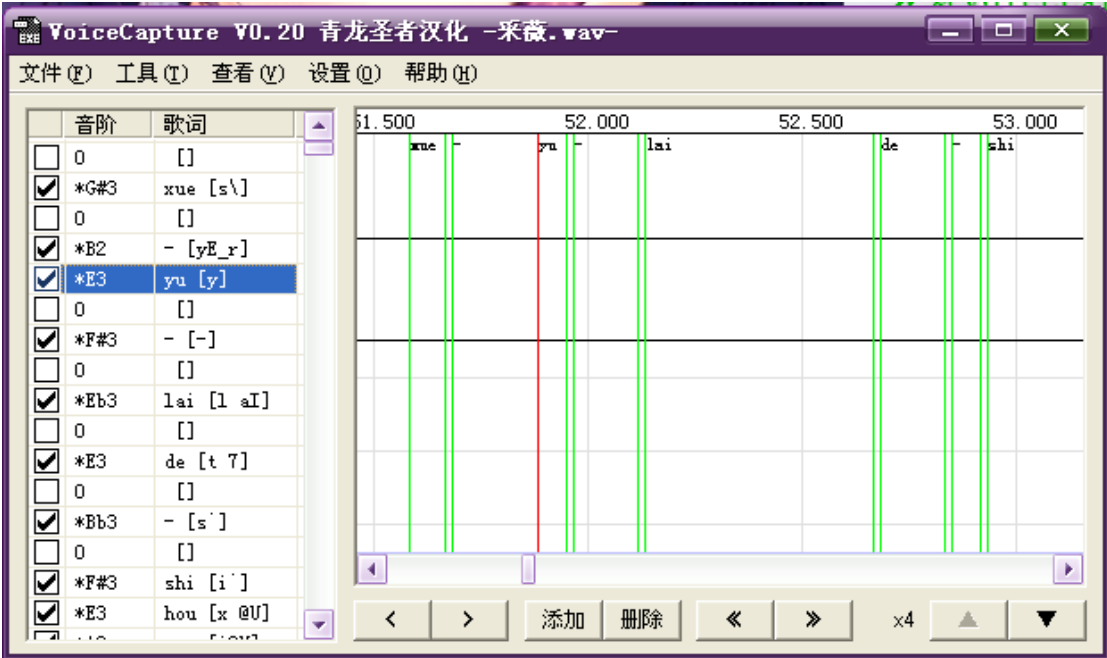 VoiceCapture V0.20 青龙圣者汉化 -采薇.wav-
文件(F) 工具(T) 查看(V) 设置(O) 帮助(H)
音阶 歌词
0 []
*G#3 xue [s\]
0 []
*B2 - [yE_r]
*E3 yu [y]
0 []
*F#3 - [-]
0 []
*Eb3 lai [l aI]
0 []
*E3 de [t 7]
0 []
*Bb3 - [s`]
0 []
*F#3 shi [i`]
*E3 hou [x @U]
51.500 52.000 52.500 53.000
xue - yu - lai de - shi
< > 添加 删除 « » x4 ▲ ▼